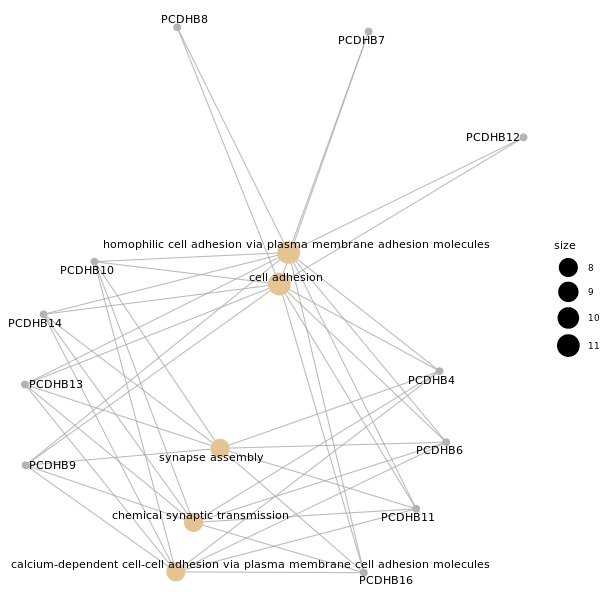 PCDHB8
PCDHB7
PCDHB12
homophilic cell adhesion via plasma membrane adhesion molecules
size
PCDHB10
cell adhesion
8
9
10
11
PCDHB14
PCDHB13
PCDHB4
PCDHB6
synapse assembly
PCDHB9
chemical synaptic transmission
PCDHB11
calcium-dependent cell-cell adhesion via plasma membrane cell adhesion molecules
PCDHB16